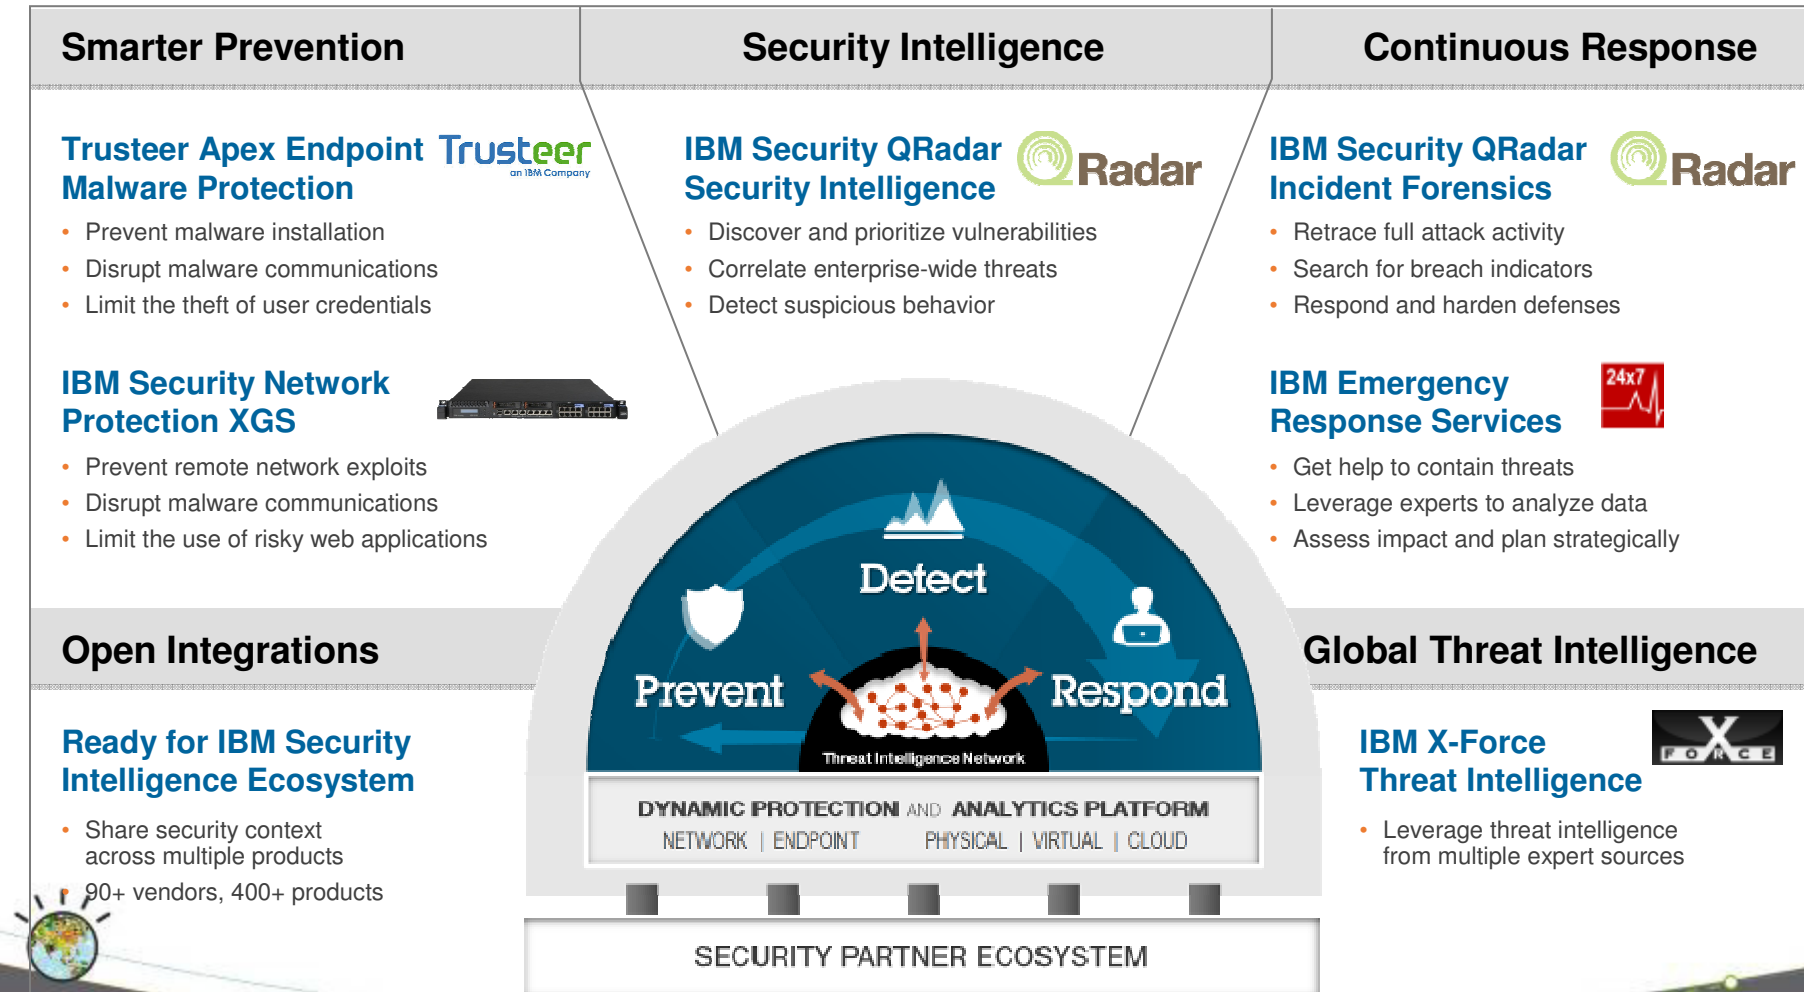 Smarter Prevention
Security Intelligence
Continuous Response
Trusteer Apex Endpoint
Malware Protection
Trusteer
an IBM Company
• Prevent malware installation
• Disrupt malware communications
• Limit the theft of user credentials
IBM Security Network
Protection XGS
• Prevent remote network exploits
• Disrupt malware communications
• Limit the use of risky web applications
IBM Security QRadar
Security Intelligence
QRadar
• Discover and prioritize vulnerabilities
• Correlate enterprise-wide threats
• Detect suspicious behavior
IBM Security QRadar
Incident Forensics
QRadar
• Retrace full attack activity
• Search for breach indicators
• Respond and harden defenses
IBM Emergency
Response Services
24x7
• Get help to contain threats
• Leverage experts to analyze data
• Assess impact and plan strategically
Detect
Prevent
Respond
Threat Intelligence Network
DYNAMIC PROTECTION AND ANALYTICS PLATFORM
NETWORK | ENDPOINT PHYSICAL | VIRTUAL | CLOUD
SECURITY PARTNER ECOSYSTEM
Open Integrations
Ready for IBM Security
Intelligence Ecosystem
• Share security context
across multiple products
• 90+ vendors, 400+ products
Global Threat Intelligence
IBM X-Force
Threat Intelligence
X
FORCE
• Leverage threat intelligence
from multiple expert sources